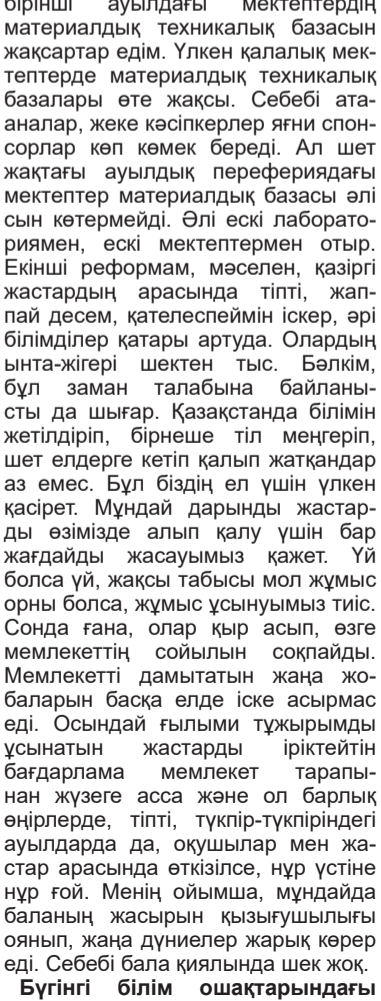 бірінші ауылдағы мектептердің
материалдық техникалық базасын
жақсартар едім. Үлкен қалалық мек-
тептерде материалдық техникалық
базалары өте жақсы. Себебі ата-
аналар, жеке кәсіпкерлер яғни спон-
сорлар көп көмек береді. Ал шет
жақтағы ауылдық перефериядағы
мектептер материалдық базасы әлі
сын көтермейді. Әлі ескі лаборато-
риямен, ескі мектептермен отыр.
Екінші реформам, мәселен, қазіргі
жастардың арасында тіпті, жап-
пай десем, қателеспеймін іскер, әрі
білімділер қатары артуда. Олардың
ынта-жігері шектен тыс. Бәлкім,
бұл заман талабына байланы-
сты да шығар. Қазақстанда білімін
жетілдіріп, бірнеше тіл меңгеріп,
шет елдерге кетіп қалып жатқандар
аз емес. Бұл біздің ел үшін үлкен
қасірет. Мұндай дарынды жастар-
ды өзімізде алып қалу үшін бар
жағдайды жасауымыз қажет. Үй
болса үй, жақсы табысы мол жұмыс
орны болса, жұмыс ұсынуымыз тиіс.
Сонда ғана, олар қыр асып, өзге
мемлекеттің сойылын соқпайды.
Мемлекетті дамытатын жаңа жо-
баларын басқа елде іске асырмас
еді. Осындай ғылыми тұжырымды
ұсынатын жастарды іріктейтін
бағдарлама мемлекет тарапы-
нан жүзеге асса және ол барлық
өңірлерде, тіпті, түкпір-түкпіріндегі
ауылдарда да, оқушылар мен жа-
стар арасында өткізілсе, нұр үстіне
нұр ғой. Менің ойымша, мұндайда
баланың жасырын қызығушылығы
оянып, жаңа дүниелер жарық көрер
еді. Себебі бала қиялында шек жоқ.
Бүгінгі білім ошақтарындағы